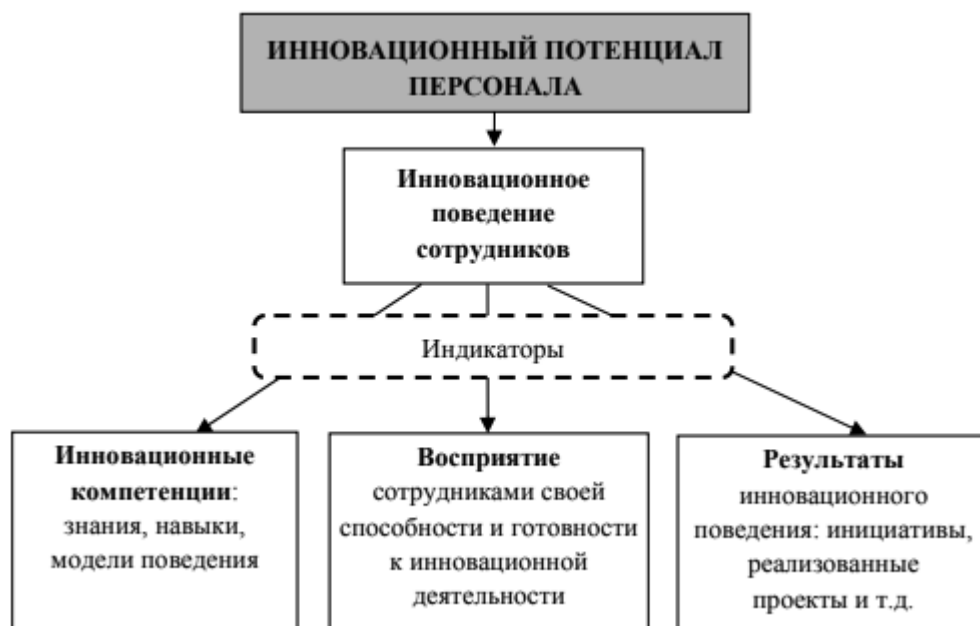 ИННОВАЦИОННЫЙ ПОТЕНЦИАЛ
ПЕРСОНАЛА
Инновационное
поведение
сотрудников
Индикаторы
Инновационные
компетенции:
знания, навыки,
модели поведения
Восприятие
сотрудниками своей
способности и готовности
к инновационной
деятельности
Результаты
инновационного
поведения: инициативы,
реализованные
проекты и т.д.